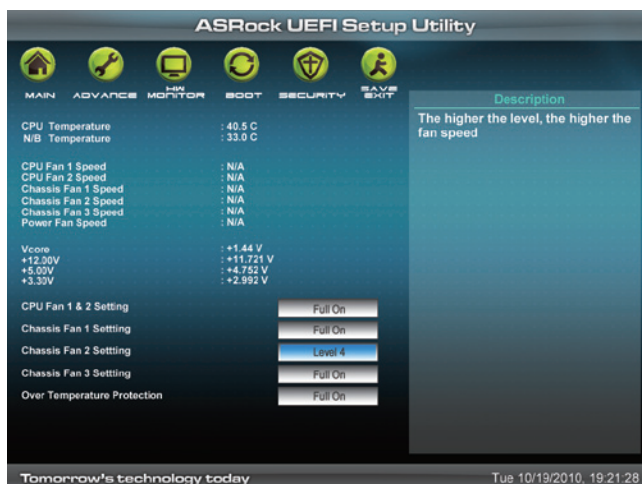 ASRock UEFI Setup Utility
MAIN ADVANCE HW MONITOR BOOT SECURITY SAVE EXIT
Description
The higher the level, the higher the
fan speed
CPU Temperature : 40.5 C
N/B Temperature : 33.0 C
CPU Fan 1 Speed : N/A
CPU Fan 2 Speed : N/A
Chassis Fan 1 Speed : N/A
Chassis Fan 2 Speed : N/A
Chassis Fan 3 Speed : N/A
Power Fan Speed : N/A
Vcore : +1.44 V
+12.00V : +11.721 V
+5.00V : +4.752 V
+3.30V : +2.992 V
CPU Fan 1 & 2 Setting Full On
Chassis Fan 1 Settting Full On
Chassis Fan 2 Settting Level 4
Chassis Fan 3 Settting Full On
Over Temperature Protection Full On
Tomorrow's technology today Tue 10/19/2010, 19:21:28